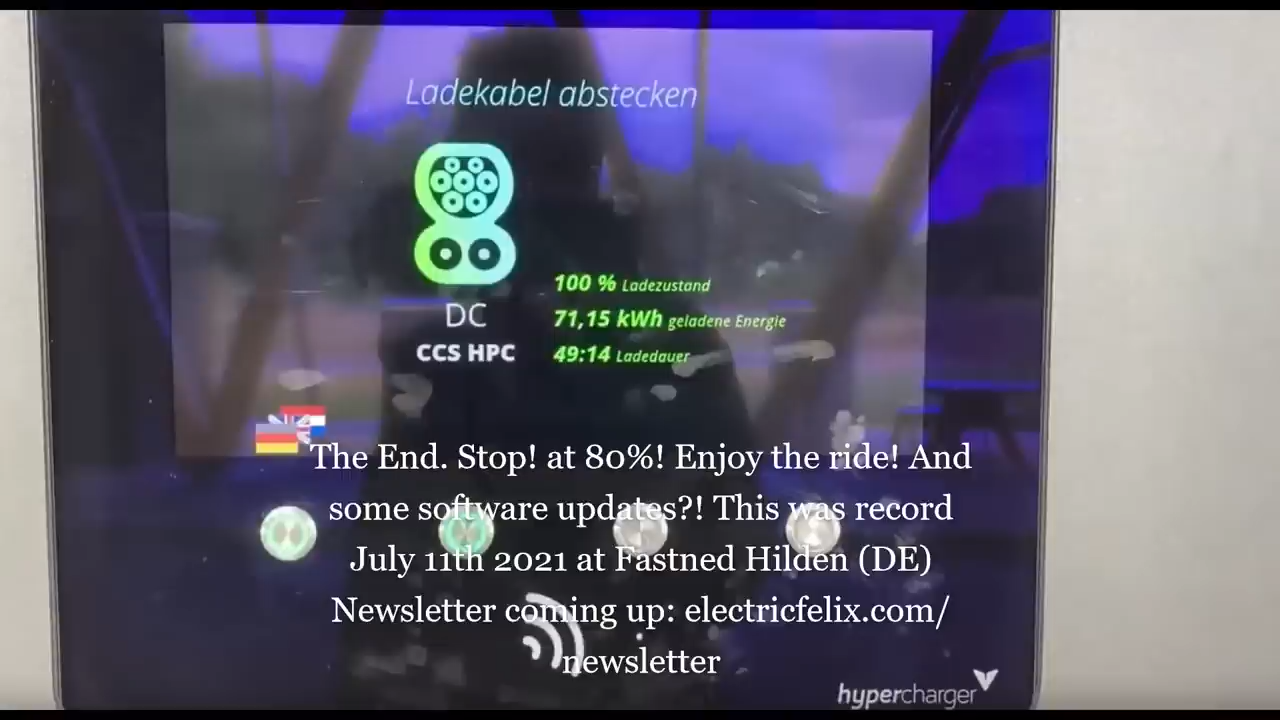 Ladekabel abstecken
DC
CCS HPC
100 % Ladezustand
71,15 kWh geladene Energie
49:14 Ladedauer
The End. Stop! at 80%! Enjoy the ride! And
some software updates?! This was record
July 11th 2021 at Fastned Hilden (DE)
Newsletter coming up: electricfelix.com/
newsletter
hypercharger